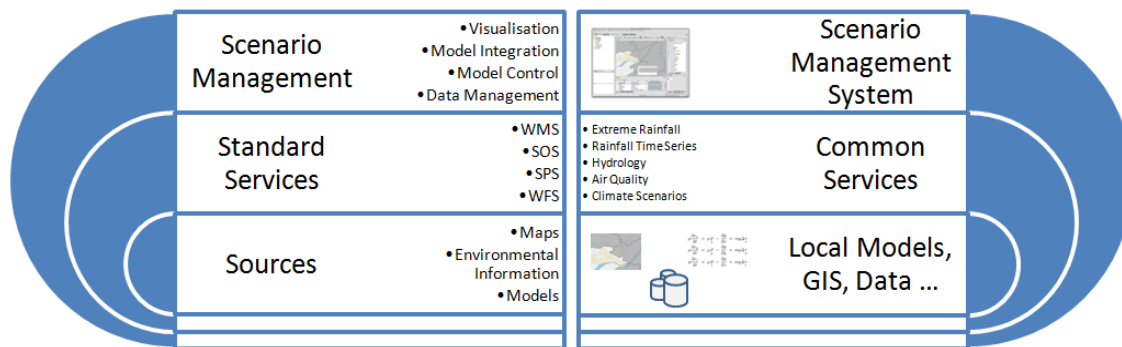 Scenario
Management
•Visualisation
•Model Integration
•Model Control
•Data Management
Scenario
Management
System
Standard
Services
•WMS
•SOS
•SPS
•WFS
• Extreme Rainfall
• Rainfall Time Series
• Hydrology
• Air Quality
• Climate Scenarios
Common
Services
Sources
•Maps
•Environmental
Information
•Models
Local Models,
GIS, Data ...